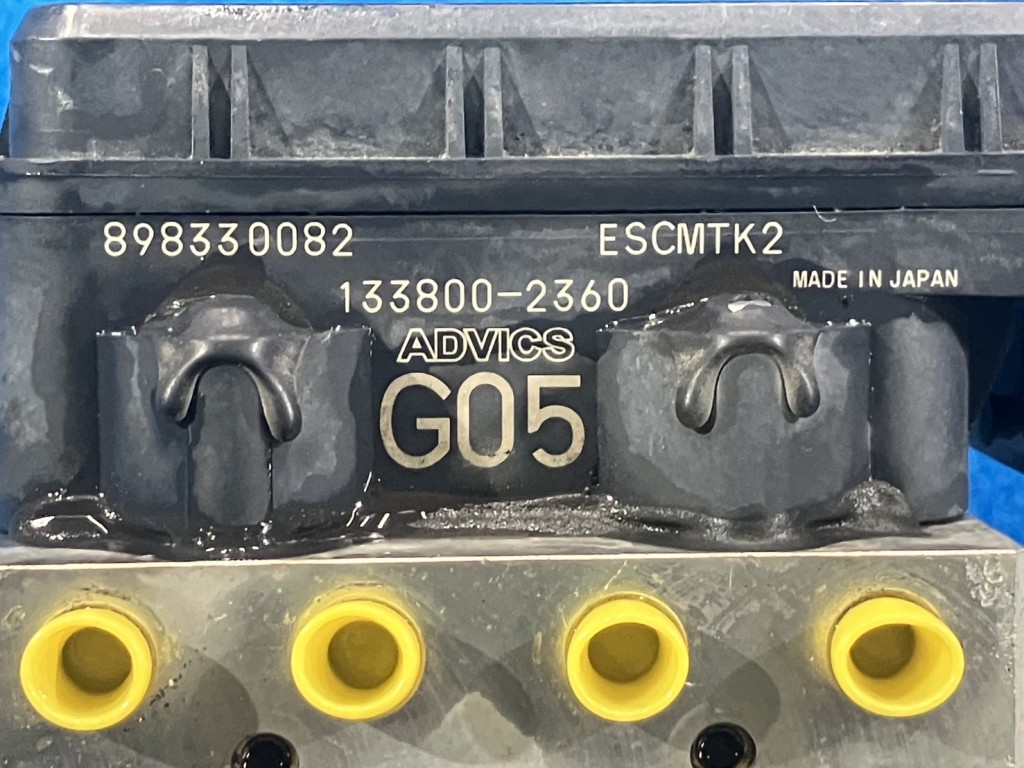 898330082 ESCMTK2
MADE IN JAPAN
133800-2360
ADVICS
G05